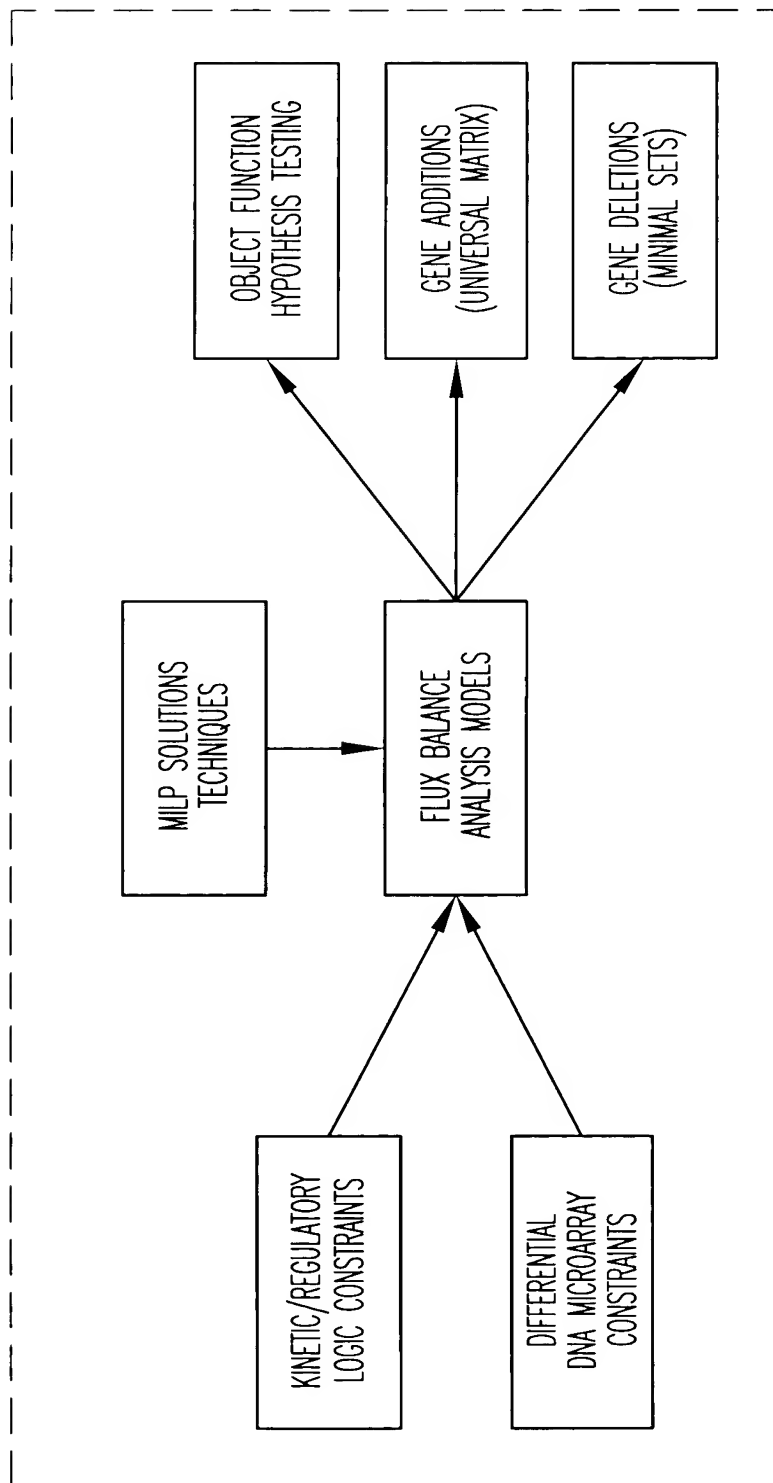 KINETIC/REGULATORY
LOGIC CONSTRAINTS
DIFFERENTIAL
DNA MICROARRAY
CONSTRAINTS
MILP SOLUTIONS
TECHNIQUES
FLUX BALANCE
ANALYSIS MODELS
OBJECT FUNCTION
HYPOTHESIS TESTING
GENE ADDITIONS
(UNIVERSAL MATRIX)
GENE DELETIONS
(MINIMAL SETS)